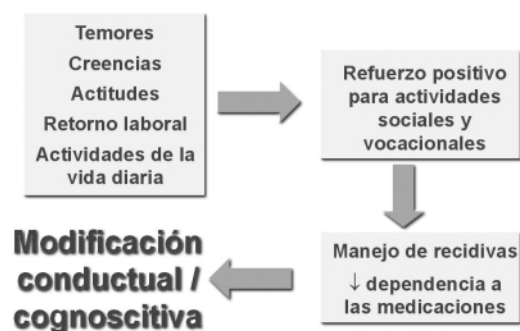 Temores
Creencias
Actitudes
Retorno laboral
Actividades de la
vida diaria
Refuerzo positivo
para actividades
sociales y
vocacionales
Manejo de recidivas
↓ dependencia a
las medicaciones
Modificación
conductual /
cognoscitiva